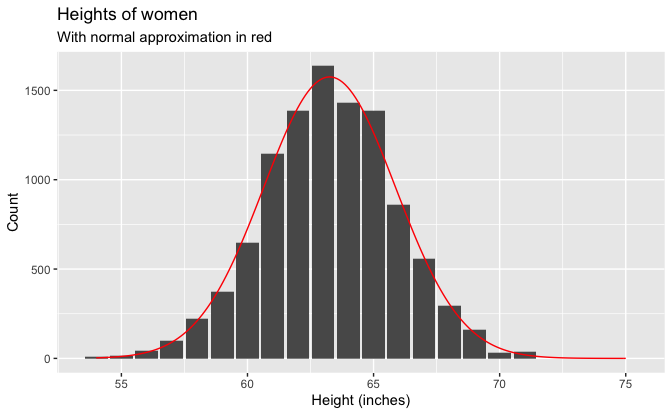 Heights of women
With normal approximation in red
1500
1000
500
0
Count
55 60 65 70 75
Height (inches)